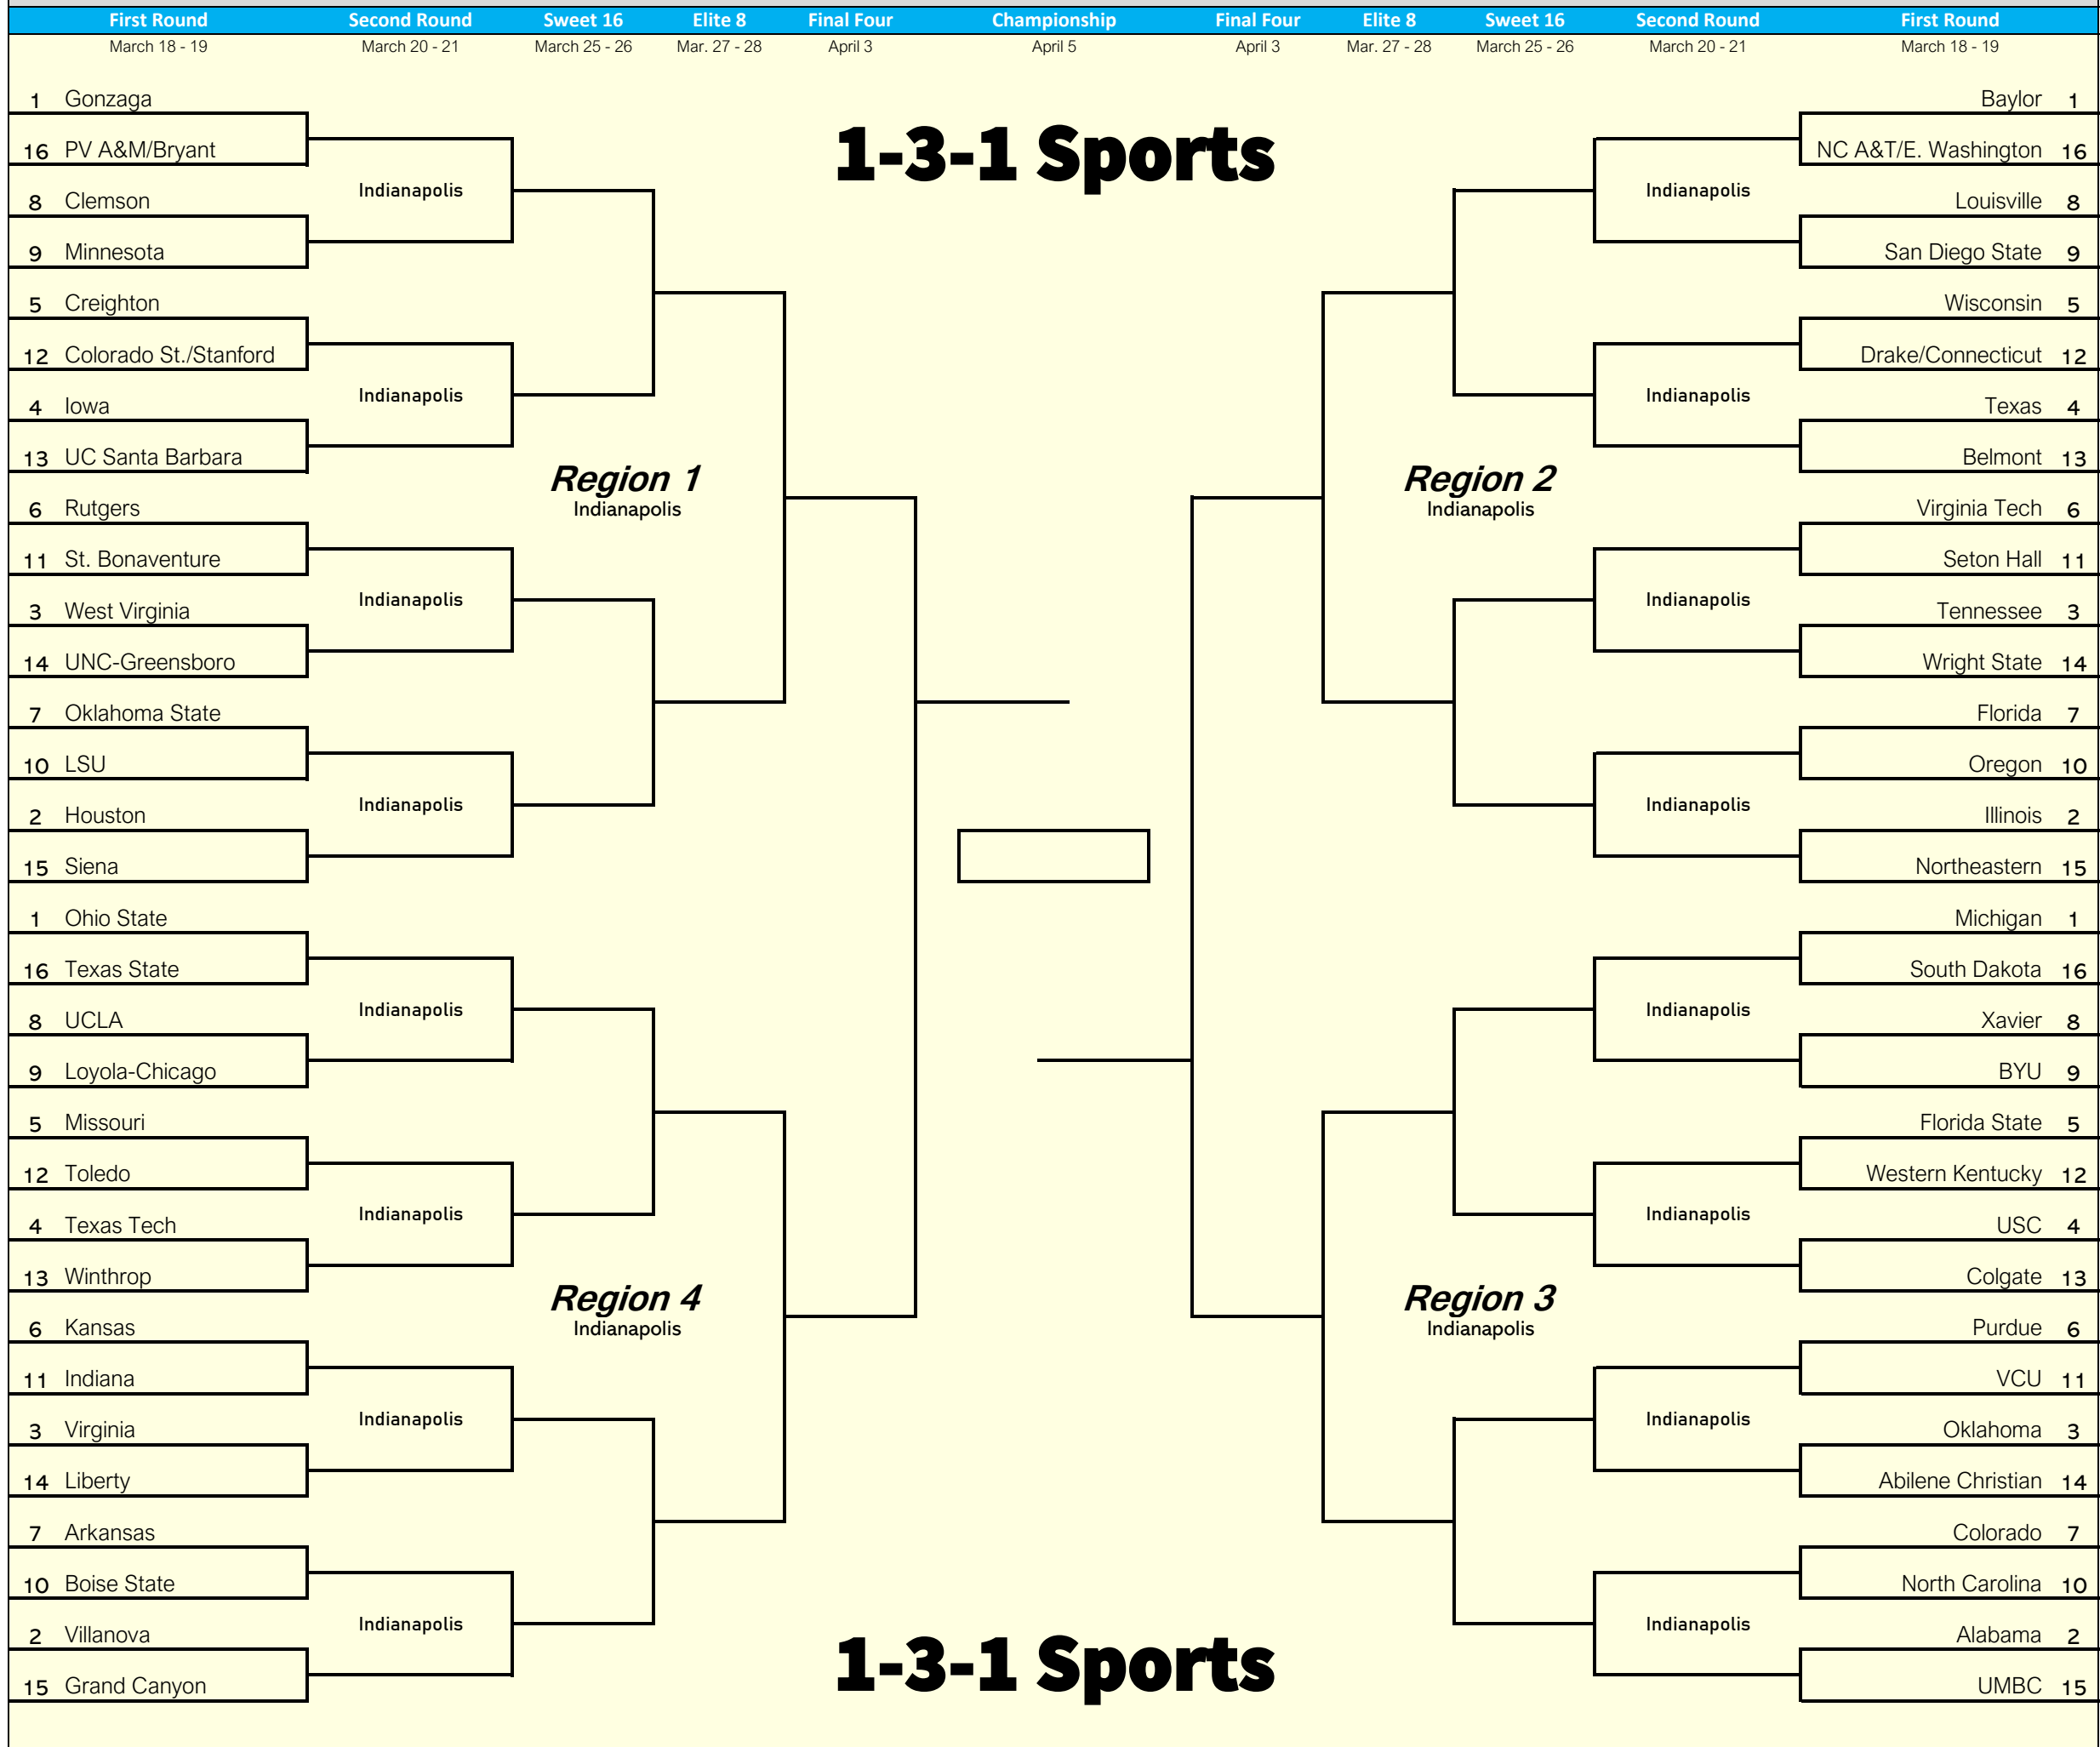 First Round Second Round Sweet 16 Elite 8 Final Four Championship Final Four Elite 8 Sweet 16 Second Round First Round
March 18 - 19 March 20 - 21 March 25 - 26 Mar. 27 - 28 April 3 April 5 April 3 Mar. 27 - 28 March 25 - 26 March 20 - 21 March 18 - 19
1-3-1 Sports
1 Gonzaga
16 PV A&M/Bryant
Indianapolis
8 Clemson
9 Minnesota
5 Creighton
12 Colorado St./Stanford
Indianapolis
4 Iowa
13 UC Santa Barbara
Region 1
Indianapolis
6 Rutgers
11 St. Bonaventure
Indianapolis
3 West Virginia
14 UNC-Greensboro
7 Oklahoma State
10 LSU
Indianapolis
2 Houston
15 Siena
1 Ohio State
16 Texas State
Indianapolis
8 UCLA
9 Loyola-Chicago
5 Missouri
12 Toledo
Indianapolis
4 Texas Tech
13 Winthrop
Region 4
Indianapolis
6 Kansas
11 Indiana
Indianapolis
3 Virginia
14 Liberty
7 Arkansas
10 Boise State
Indianapolis
2 Villanova
15 Grand Canyon
Baylor 1
NC A&T/E. Washington 16
Indianapolis
Louisville 8
San Diego State 9
Wisconsin 5
Drake/Connecticut 12
Indianapolis
Texas 4
Belmont 13
Region 2
Indianapolis
Virginia Tech 6
Seton Hall 11
Indianapolis
Tennessee 3
Wright State 14
Florida 7
Oregon 10
Indianapolis
Illinois 2
Northeastern 15
Michigan 1
South Dakota 16
Indianapolis
Xavier 8
BYU 9
Florida State 5
Western Kentucky 12
Indianapolis
USC 4
Colgate 13
Region 3
Indianapolis
Purdue 6
VCU 11
Indianapolis
Oklahoma 3
Abilene Christian 14
Colorado 7
North Carolina 10
Indianapolis
Alabama 2
UMBC 15
1-3-1 Sports